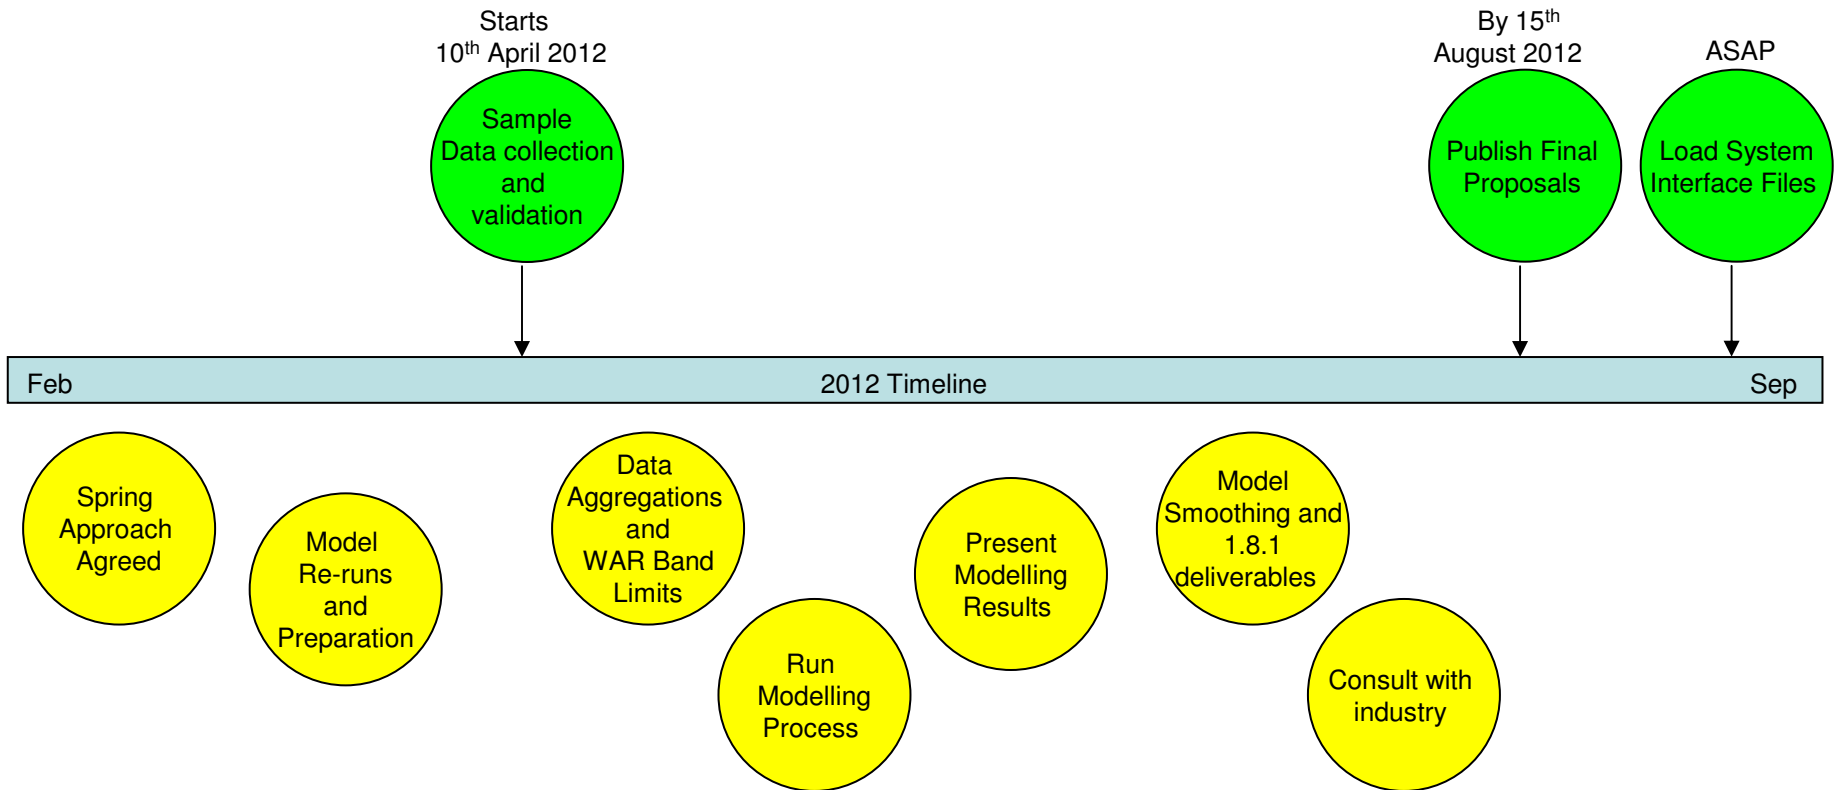 Starts
10th April 2012
By 15th
August 2012
ASAP
Sample
Data collection
and
validation
Publish Final
Proposals
Load System
Interface Files
Feb
2012 Timeline
Sep
Spring
Approach
Agreed
Model
Re-runs
and
Preparation
Data
Aggregations
and
WAR Band
Limits
Run
Modelling
Process
Present
Modelling
Results
Model
Smoothing and
1.8.1
deliverables
Consult with
industry